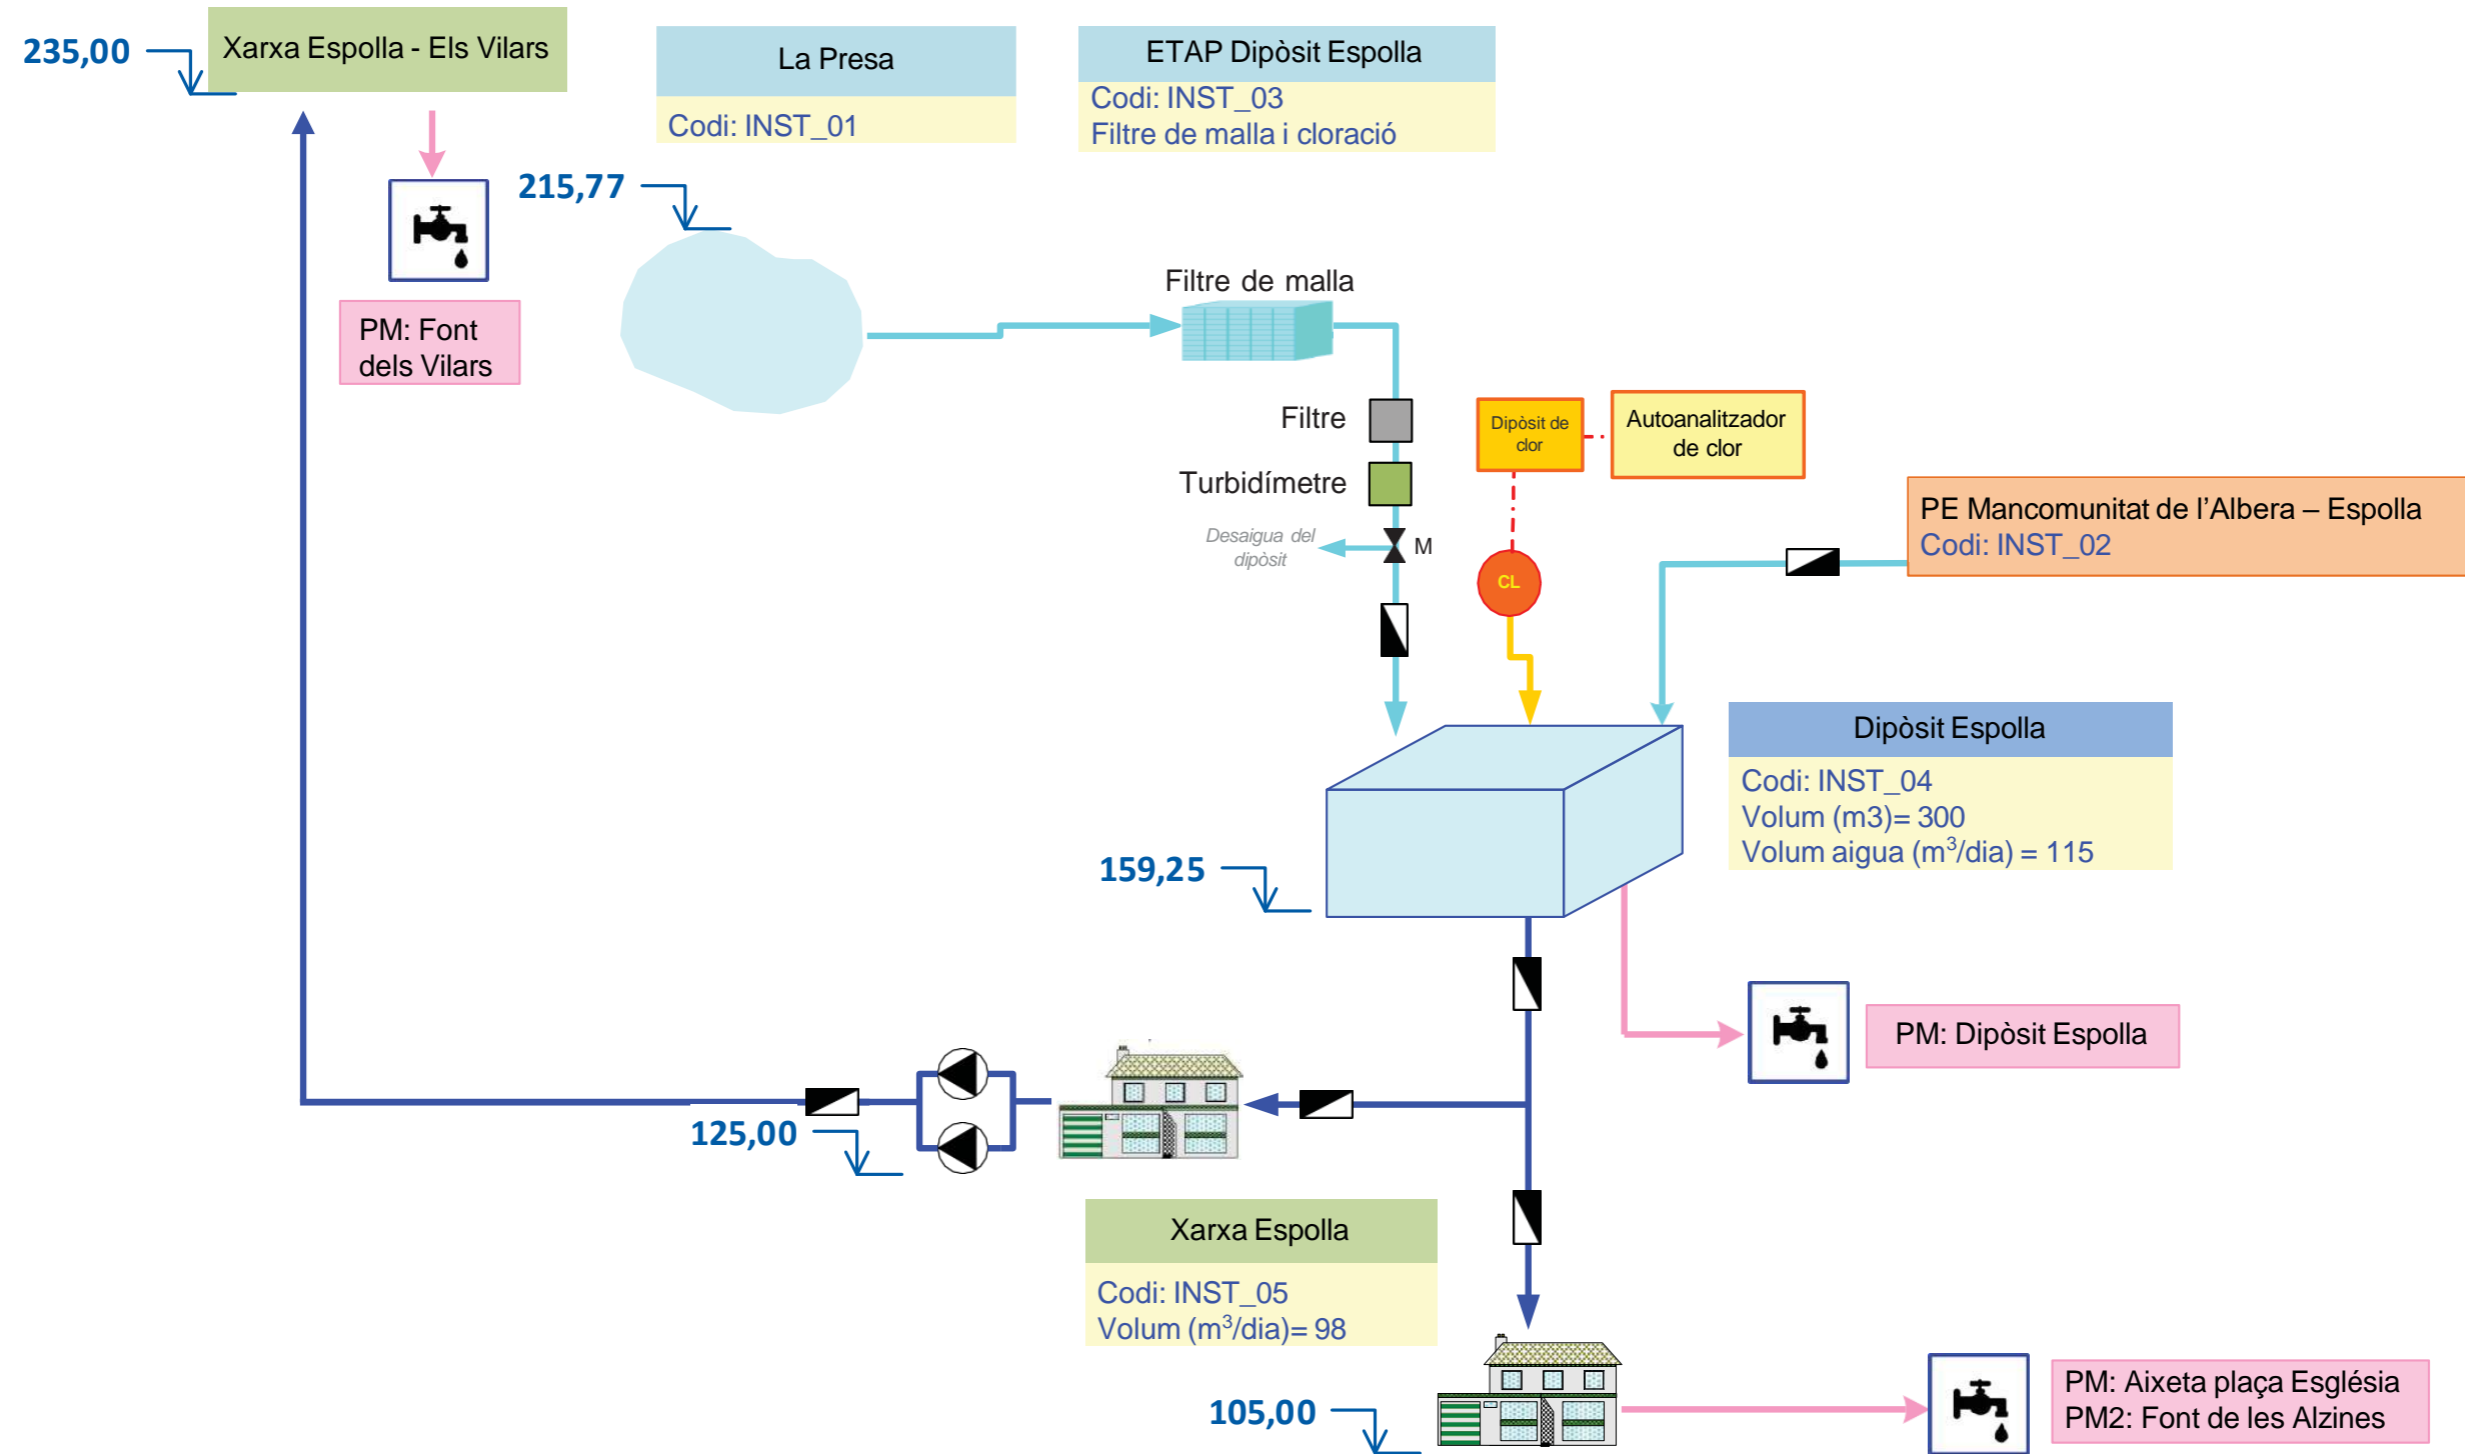 235,00
Xarxa Espolla - Els Vilars
La Presa
Codi: INST_01
ETAP Dipòsit Espolla
Codi: INST_03
Filtre de malla i cloració
215,77
PM: Font
dels Vilars
Filtre de malla
Filtre
Turbidímetre
Desaigua del
dipòsit
M
Dipòsit de
clor
Autoanalitzador
de clor
CL
PE Mancomunitat de l’Albera – Espolla
Codi: INST_02
Dipòsit Espolla
Codi: INST_04
Volum (m3)= 300
Volum aigua (m³/dia) = 115
159,25
PM: Dipòsit Espolla
125,00
Xarxa Espolla
Codi: INST_05
Volum (m³/dia)= 98
105,00
PM: Aixeta plaça Església
PM2: Font de les Alzines